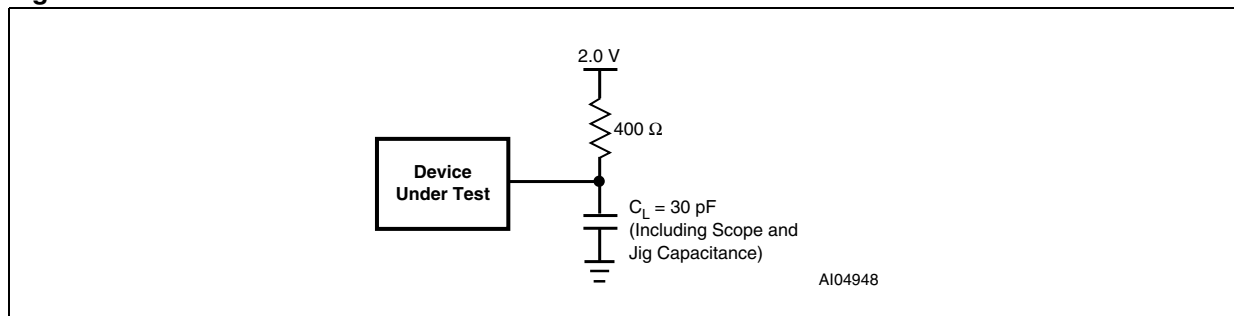 2.0 V
400 Ω
Device
Under Test
C_L = 30 pF
(Including Scope and
Jig Capacitance)
AI04948